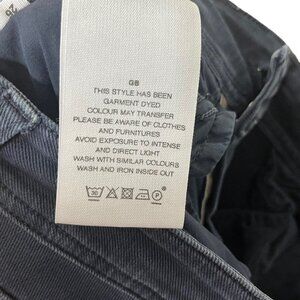 GB
THIS STYLE HAS BEEN
GARMENT DYED
COLOUR MAY TRANSFER
PLEASE BE AWARE OF CLOTHES
AND FURNITURES
AVOID EXPOSURE TO INTENSE
AND DIRECT LIGHT
WASH WITH SIMILAR COLOURS
WASH AND IRON INSIDE OUT
30
P